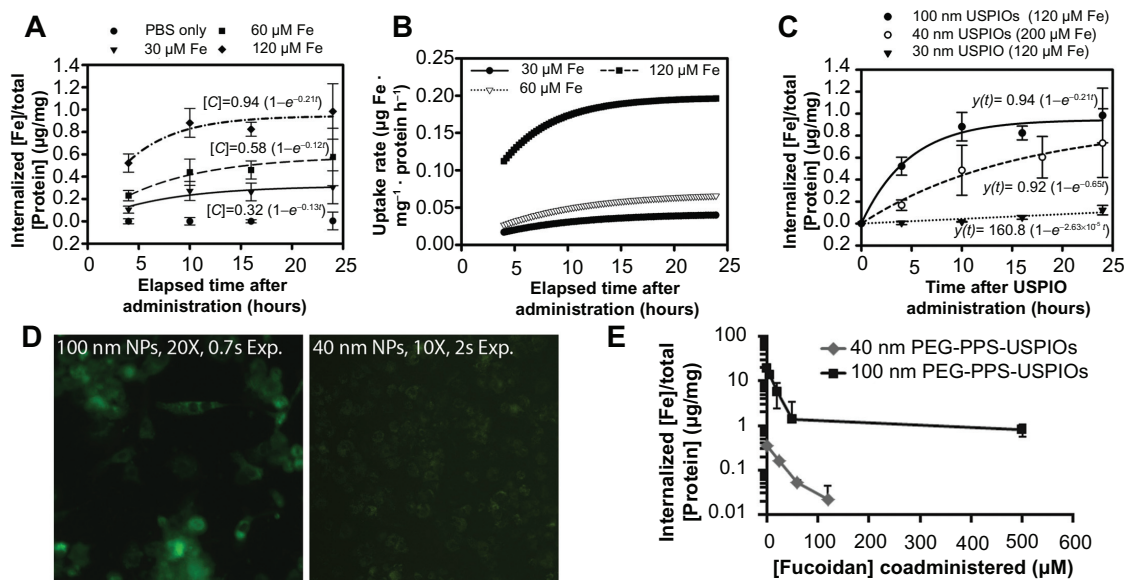 A
PBS only
60 µM Fe
30 µM Fe
120 µM Fe
Internalized [Fe]/total
[Protein] (µg/mg)
1.4
1.2
1.0
0.8
0.6
0.4
0.2
0.0
0.2
[C]=0.94 (1–e^–0.21t)
[C]=0.58 (1–e^–0.12t)
[C]=0.32 (1–e^–0.13t)
0 5 10 15 20 25
Elapsed time after
administration (hours)
B
30 µM Fe
120 µM Fe
60 µM Fe
Uptake rate (µg Fe ·
mg⁻¹ · protein h⁻¹)
0.25
0.20
0.15
0.10
0.05
0.00
0 5 10 15 20 25
Elapsed time after
administration (hours)
C
100 nm USPIOs (120 µM Fe)
40 nm USPIOs (200 µM Fe)
30 nm USPIO (120 µM Fe)
Internalized [Fe]/total
[Protein] (µg/mg)
1.4
1.2
1.0
0.8
0.6
0.4
0.2
0.0
0.2
y(t)= 0.94 (1–e^–0.21t)
y(t)= 0.92 (1–e^–0.65t)
y(t)= 160.8 (1–e^–2.63×10^-5 t)
0 5 10 15 20 25
Time after USPIO
administration (hours)
D
100 nm NPs, 20X, 0.7s Exp.
40 nm NPs, 10X, 2s Exp.
E
40 nm PEG-PPS-USPIOs
100 nm PEG-PPS-USPIOs
Internalized [Fe]/total
[Protein] (µg/mg)
100
10
1
0.1
0.01
0 100 200 300 400 500 600
[Fucoidan] coadministered (µM)